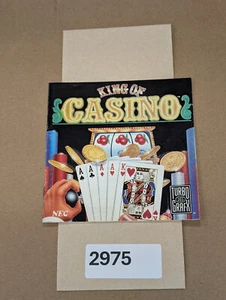 KING OF
CASINO
A A A A K
NEC
TURBO
GRAFX
2975